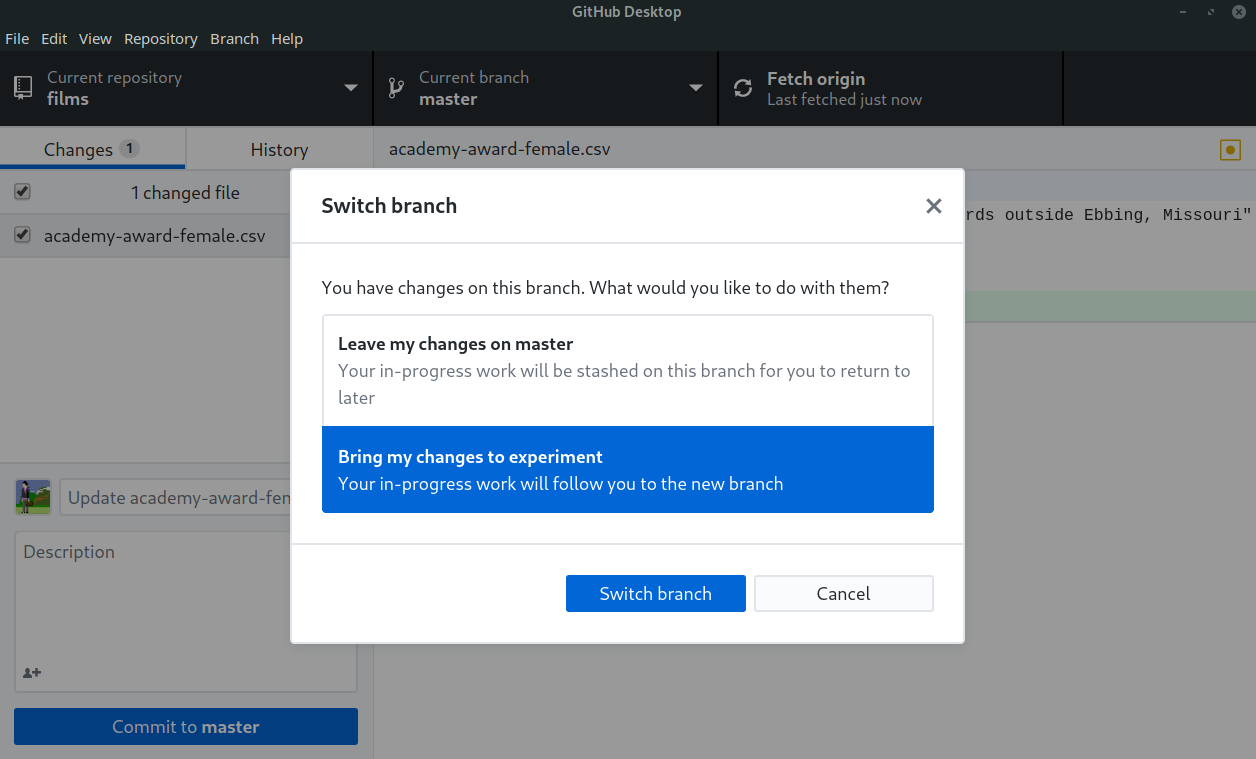 GitHub Desktop
File Edit View Repository Branch Help
Current repository
films
Current branch
master
Fetch origin
Last fetched just now
Changes 1
History
academy-award-female.csv
1 changed file
academy-award-female.csv
rds outside Ebbing, Missouri"
Switch branch
You have changes on this branch. What would you like to do with them?
Leave my changes on master
Your in-progress work will be stashed on this branch for you to return to
later
Bring my changes to experiment
Your in-progress work will follow you to the new branch
Switch branch
Cancel
Update academy-award-fem
Description
Commit to master